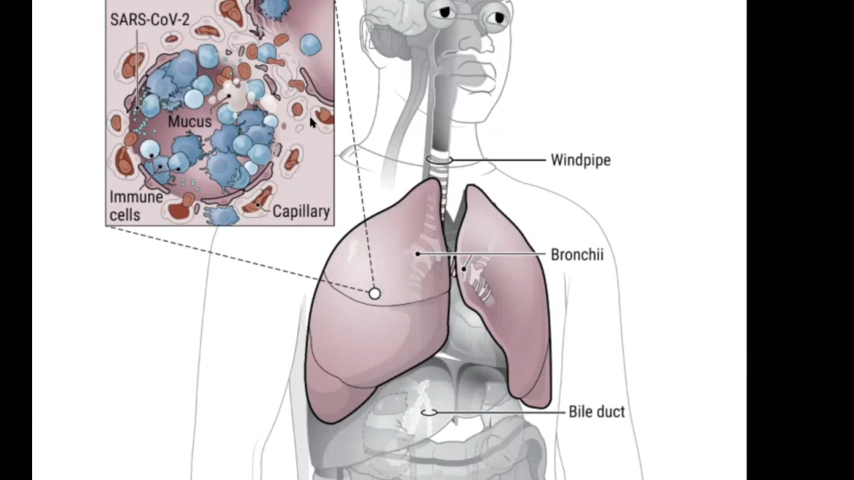 SARS-CoV-2
Mucus
Immune
cells
Capillary
Windpipe
Bronchii
Bile duct